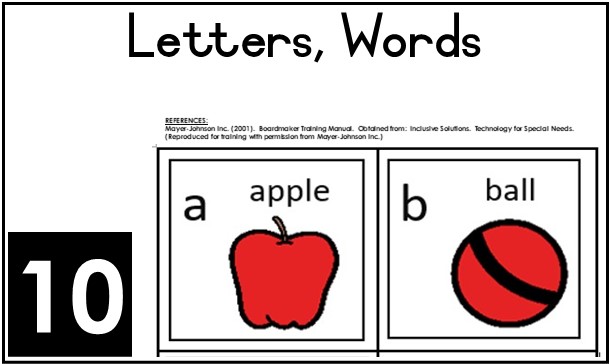 Letters, Words
REFERENCES:
Mayer-Johnson Inc. (2001). Boardmaker Training Manual. Obtained from: Inclusive Solutions. Technology for Special Needs.
(Reproduced for training with permission from Mayer-Johnson Inc.)
a apple
b ball
10